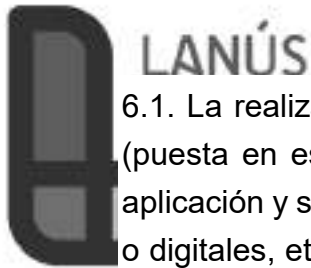 LANÚS
6.1. La realiz
(puesta en es
aplicación y s
o digitales, et